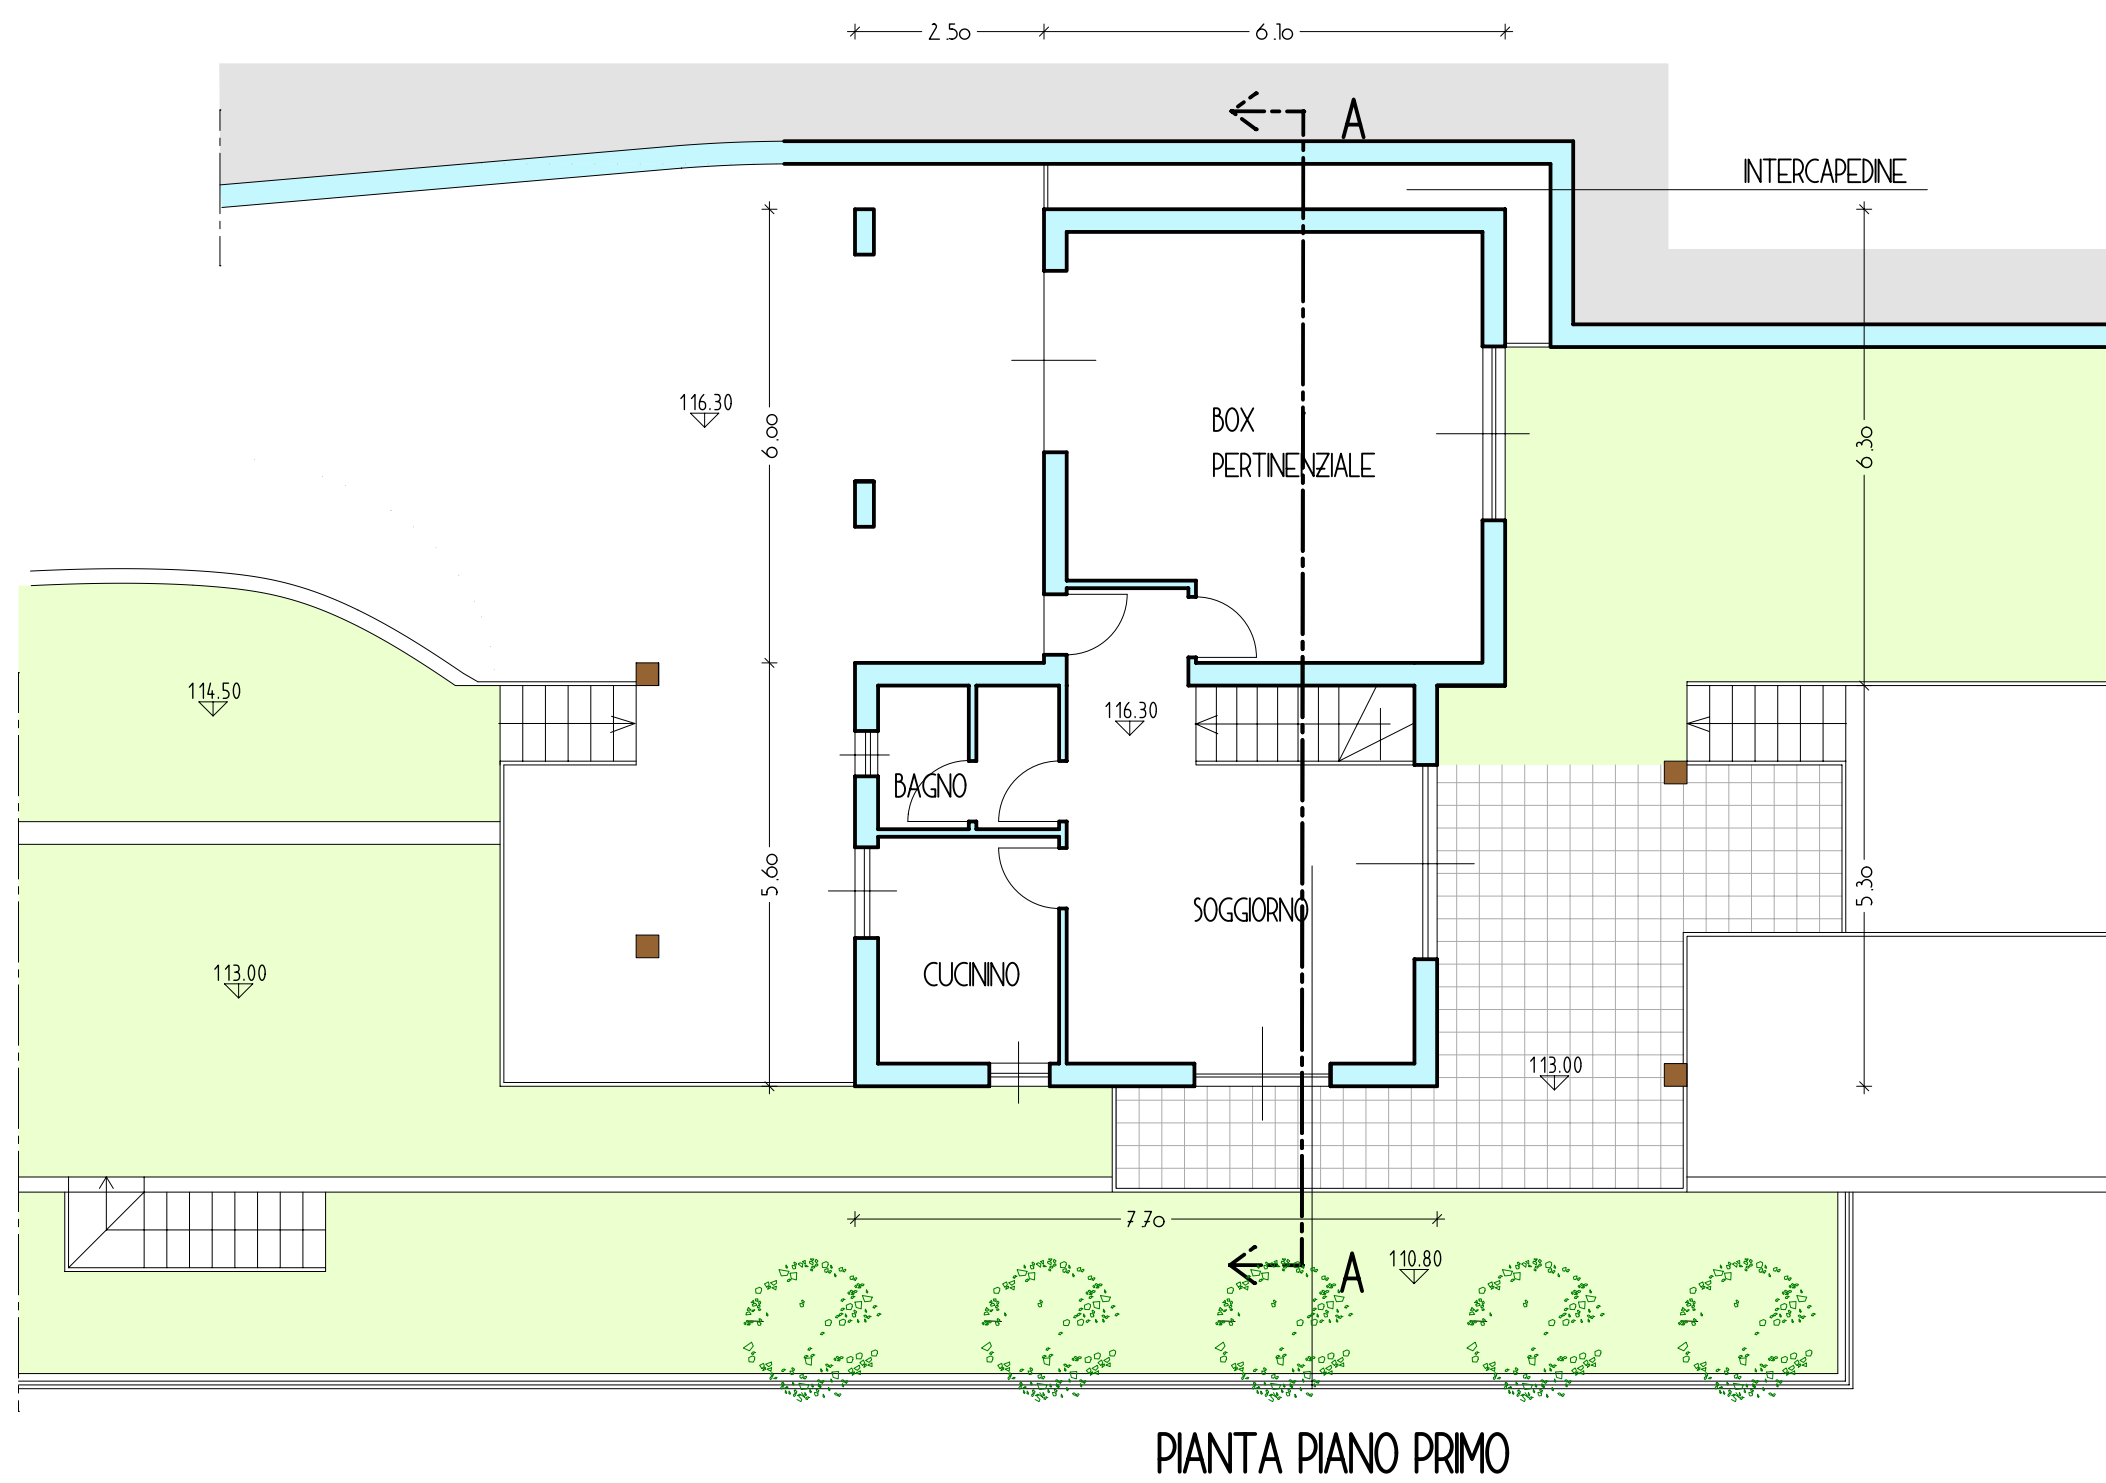 2.50
6.10
A
INTERCAPEDINE
116.30
6.00
BOX
PERTINENZIALE
6.30
114.50
116.30
BAGNO
5.60
5.30
SOGGIORNO
CUCININO
113.00
113.00
7.70
A
110.80
PIANTA PIANO PRIMO